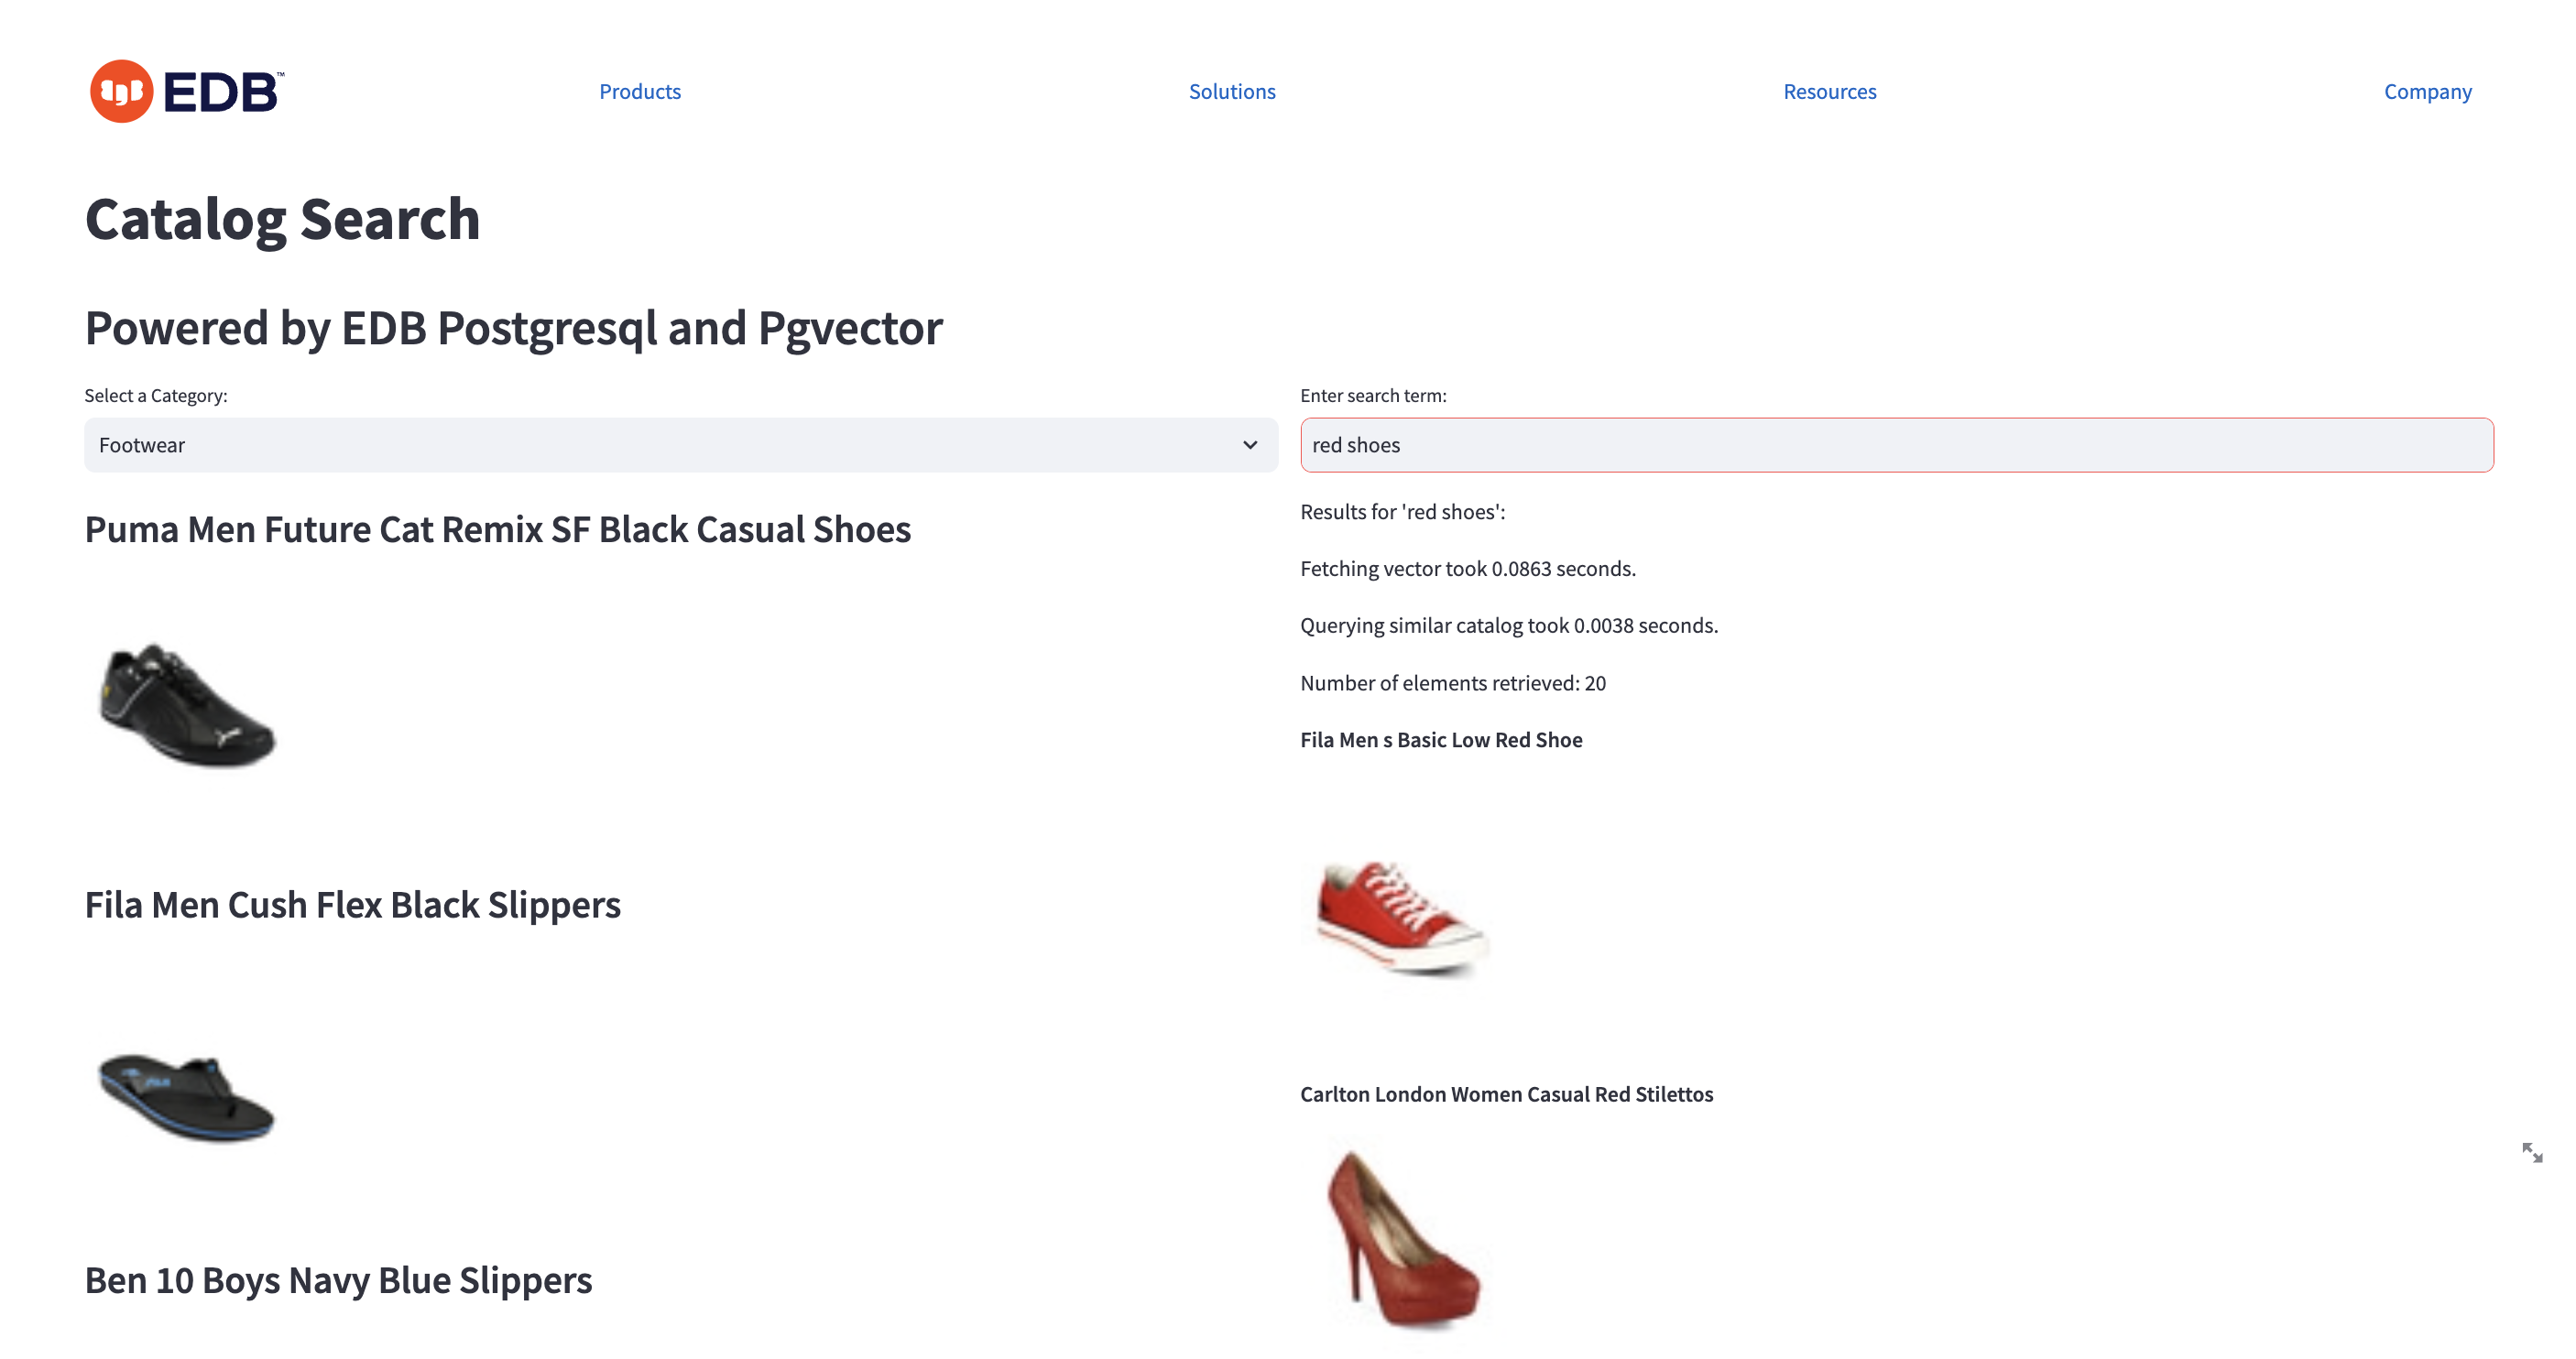 EDB™
Products
Solutions
Resources
Company
Catalog Search
Powered by EDB Postgresql and Pgvector
Select a Category:
Footwear
Puma Men Future Cat Remix SF Black Casual Shoes
Fila Men Cush Flex Black Slippers
Ben 10 Boys Navy Blue Slippers
Enter search term:
red shoes
Results for 'red shoes':
Fetching vector took 0.0863 seconds.
Querying similar catalog took 0.0038 seconds.
Number of elements retrieved: 20
Fila Men s Basic Low Red Shoe
Carlton London Women Casual Red Stilettos